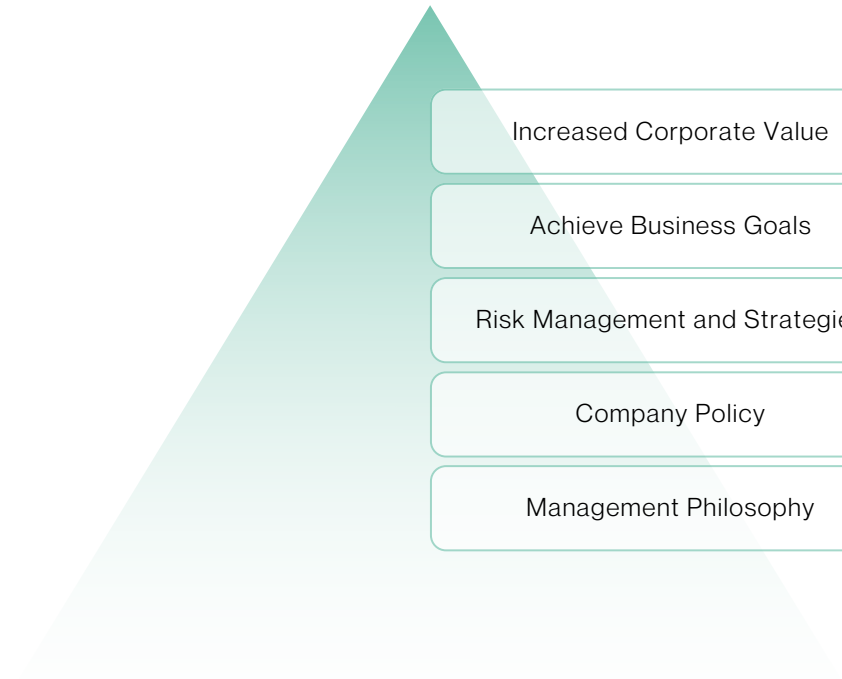 Increased Corporate Value
Achieve Business Goals
Risk Management and Strategie
Company Policy
Management Philosophy